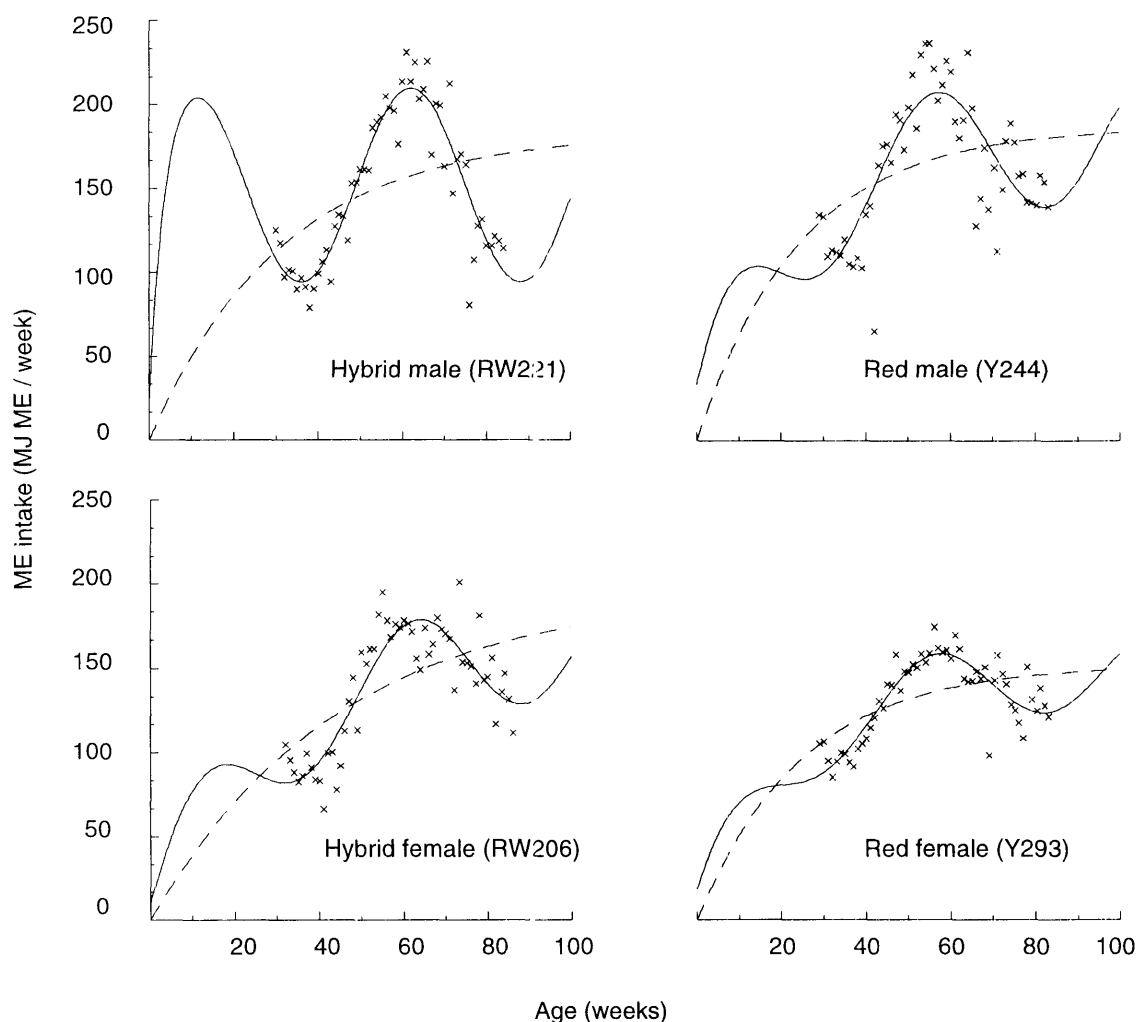 250
200
150
100
50
0
Hybrid male (RW221)
Red male (Y244)
ME intake (MJ ME / week)
250
200
150
100
50
0
Hybrid female (RW206)
Red female (Y293)
20 40 60 80 100
20 40 60 80 100
Age (weeks)